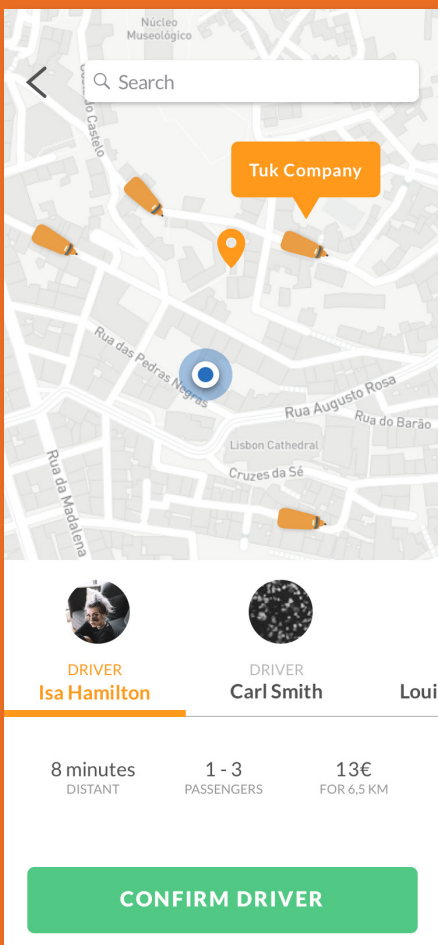 Núcleo
Museológico
Search
do Castelo
Tuk Company
Rua das Pedras Negras
Rua Augusto Rosa
Rua do Barão
Lisbon Cathedral
Cruzes da Sé
Rua da Madalena
DRIVER
Isa Hamilton
DRIVER
Carl Smith
Loui
8 minutes
DISTANT
1 - 3
PASSENGERS
13€
FOR 6,5 KM
CONFIRM DRIVER